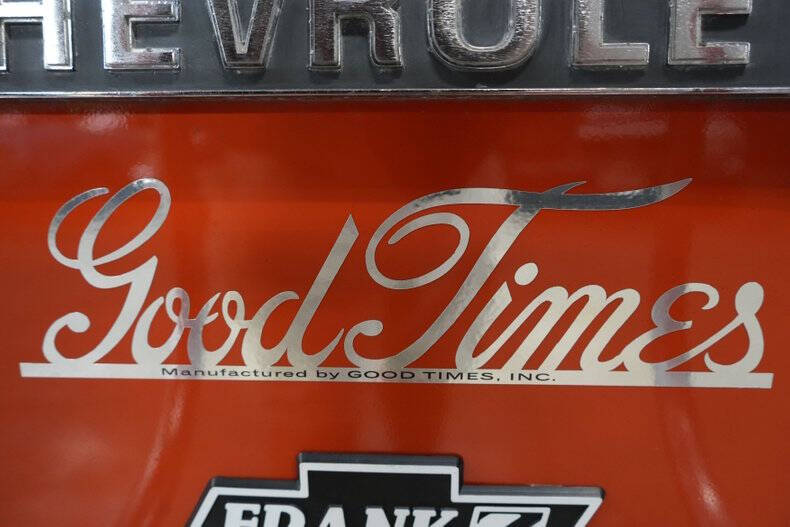 HEVROLE
Good Times
Manufactured by GOOD TIMES, INC.
FRANK